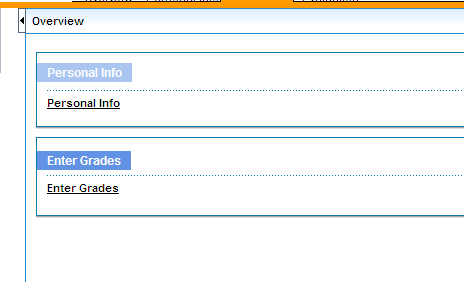 Overview
Personal Info
Personal Info
Enter Grades
Enter Grades